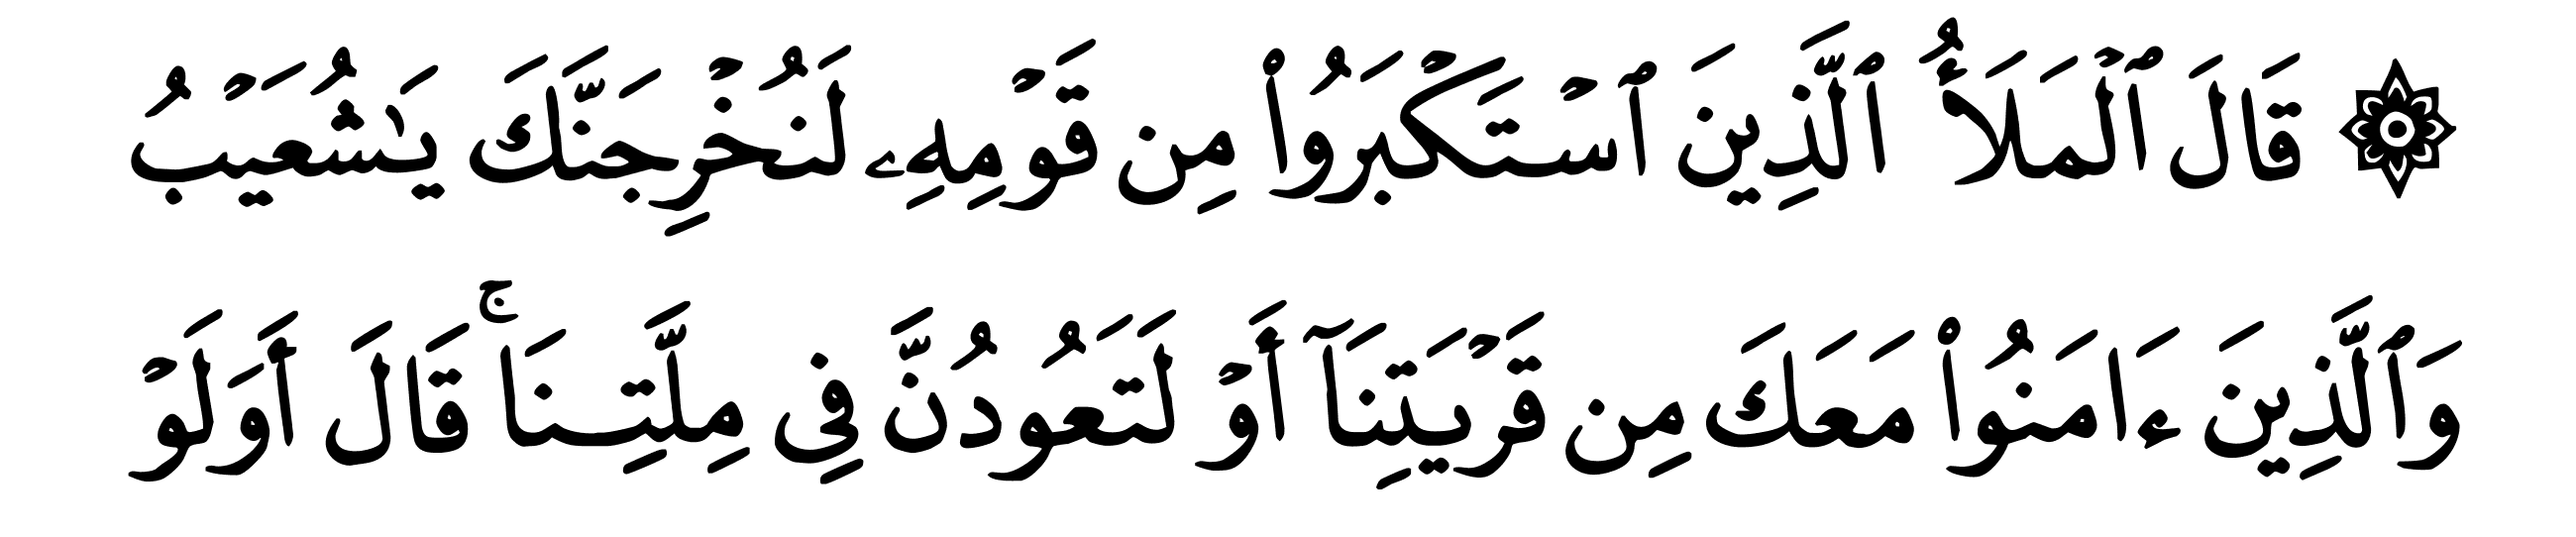 ۞ قَالَ ٱلۡمَلَأُ ٱلَّذِينَ ٱسۡتَكۡبَرُواْ مِن قَوۡمِهِۦ لَنُخۡرِجَنَّكَ يَٰشُعَيۡبُ
وَٱلَّذِينَ ءَامَنُواْ مَعَكَ مِن قَرۡيَتِنَآ أَوۡ لَتَعُودُنَّ فِي مِلَّتِنَاۚ قَالَ أَوَلَوۡ